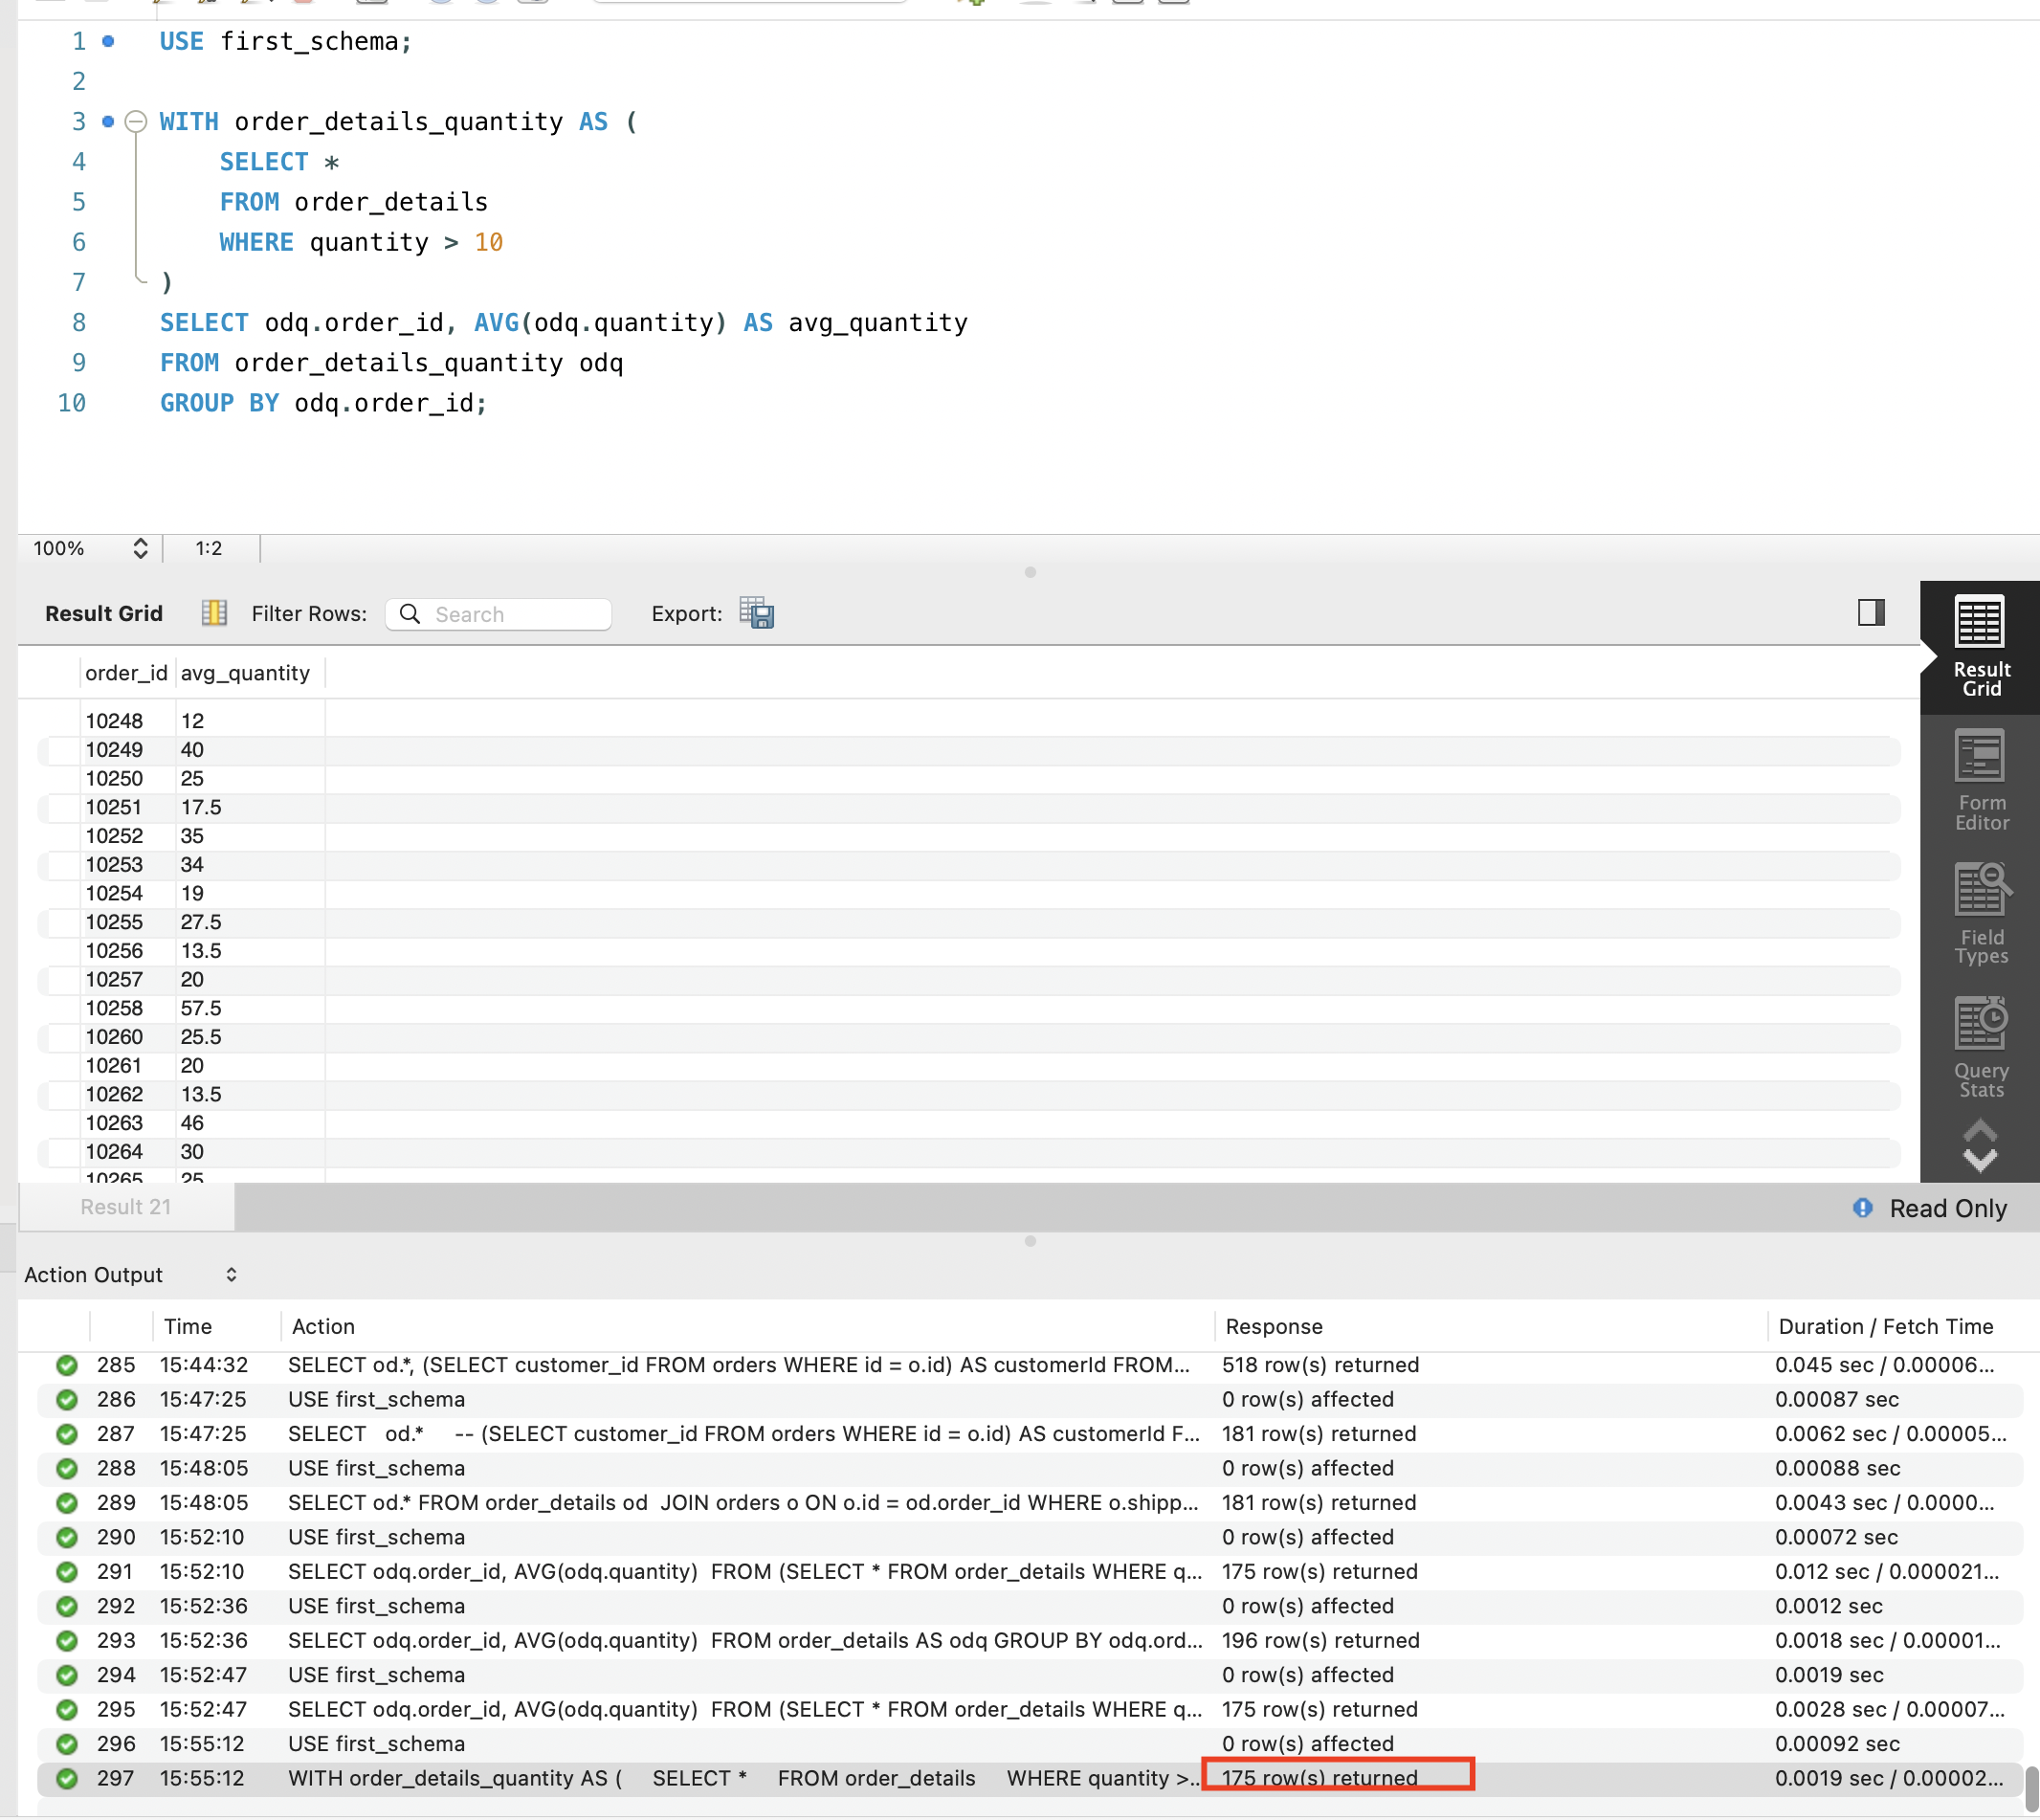 1 USE first_schema;
2
3 WITH order_details_quantity AS (
4 SELECT *
5 FROM order_details
6 WHERE quantity > 10
7 )
8 SELECT odq.order_id, AVG(odq.quantity) AS avg_quantity
9 FROM order_details_quantity odq
10 GROUP BY odq.order_id;
100% 1:2
Result Grid Filter Rows: Search Export:
order_id avg_quantity
10248 12
10249 40
10250 25
10251 17.5
10252 35
10253 34
10254 19
10255 27.5
10256 13.5
10257 20
10258 57.5
10260 25.5
10261 20
10262 13.5
10263 46
10264 30
10265 25
Result
Grid
Form
Editor
Field
Types
Query
Stats
Result 21 Read Only
Action Output
Time Action Response Duration / Fetch Time
285 15:44:32 SELECT od.*, (SELECT customer_id FROM orders WHERE id = o.id) AS customerId FROM... 518 row(s) returned 0.045 sec / 0.00006...
286 15:47:25 USE first_schema 0 row(s) affected 0.00087 sec
287 15:47:25 SELECT od.* -- (SELECT customer_id FROM orders WHERE id = o.id) AS customerId F... 181 row(s) returned 0.0062 sec / 0.00005...
288 15:48:05 USE first_schema 0 row(s) affected 0.00088 sec
289 15:48:05 SELECT od.* FROM order_details od JOIN orders o ON o.id = od.order_id WHERE o.shipp... 181 row(s) returned 0.0043 sec / 0.0000...
290 15:52:10 USE first_schema 0 row(s) affected 0.00072 sec
291 15:52:10 SELECT odq.order_id, AVG(odq.quantity) FROM (SELECT * FROM order_details WHERE q... 175 row(s) returned 0.012 sec / 0.000021...
292 15:52:36 USE first_schema 0 row(s) affected 0.0012 sec
293 15:52:36 SELECT odq.order_id, AVG(odq.quantity) FROM order_details AS odq GROUP BY odq.ord... 196 row(s) returned 0.0018 sec / 0.00001...
294 15:52:47 USE first_schema 0 row(s) affected 0.0019 sec
295 15:52:47 SELECT odq.order_id, AVG(odq.quantity) FROM (SELECT * FROM order_details WHERE q... 175 row(s) returned 0.0028 sec / 0.00007...
296 15:55:12 USE first_schema 0 row(s) affected 0.00092 sec
297 15:55:12 WITH order_details_quantity AS ( SELECT * FROM order_details WHERE quantity >... 175 row(s) returned 0.0019 sec / 0.00002...